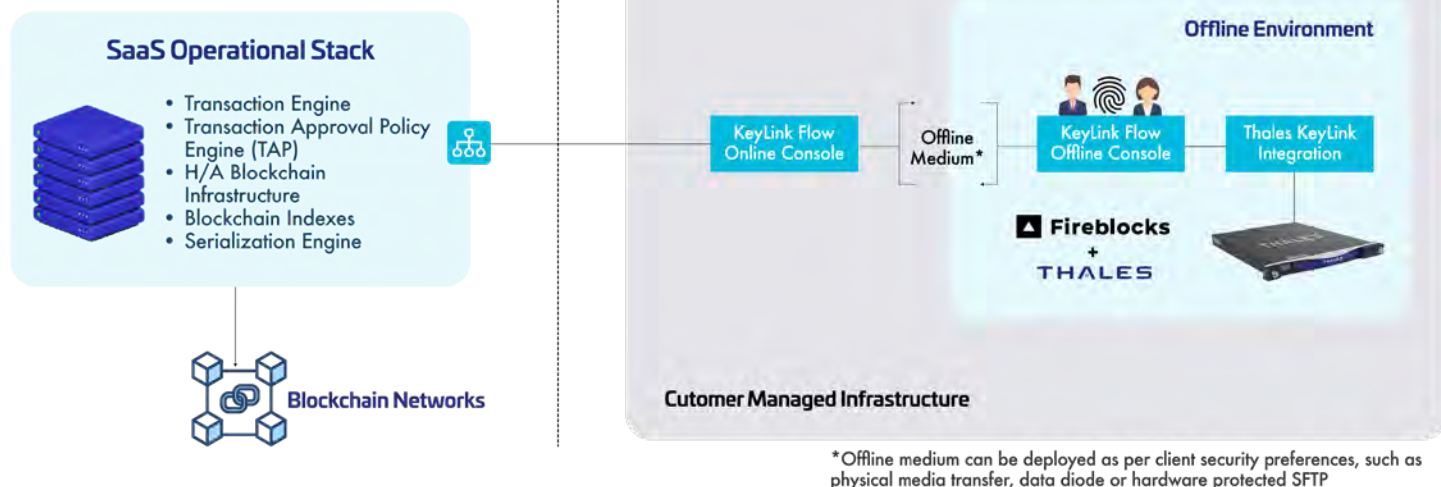 SaaS Operational Stack
• Transaction Engine
• Transaction Approval Policy
Engine (TAP)
• H/A Blockchain
Infrastructure
• Blockchain Indexes
• Serialization Engine
Blockchain Networks
Offline Environment
KeyLink Flow
Online Console
Offline
Medium*
KeyLink Flow
Offline Console
Thales KeyLink
Integration
Fireblocks
+
THALES
THALES
THALES
Cutomer Managed Infrastructure
*Offline medium can be deployed as per client security preferences, such as
physical media transfer, data diode or hardware protected SFTP